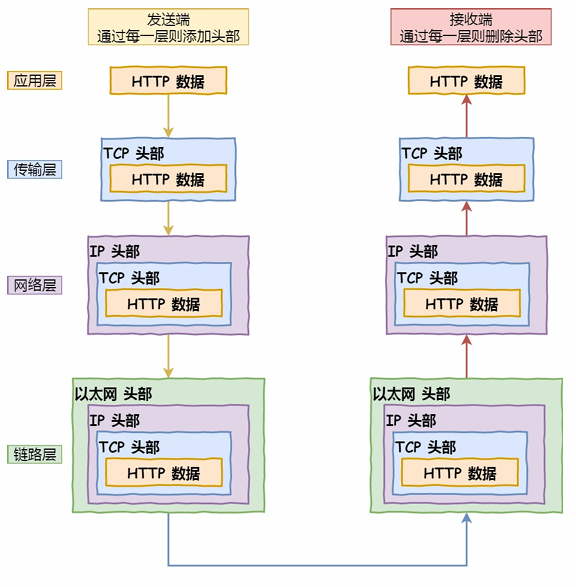 发送端
通过每一层则添加头部
接收端
通过每一层则删除头部
应用层
HTTP 数据
HTTP 数据
传输层
TCP 头部
HTTP 数据
TCP 头部
HTTP 数据
网络层
IP 头部
TCP 头部
HTTP 数据
IP 头部
TCP 头部
HTTP 数据
链路层
以太网 头部
IP 头部
TCP 头部
HTTP 数据
以太网 头部
IP 头部
TCP 头部
HTTP 数据